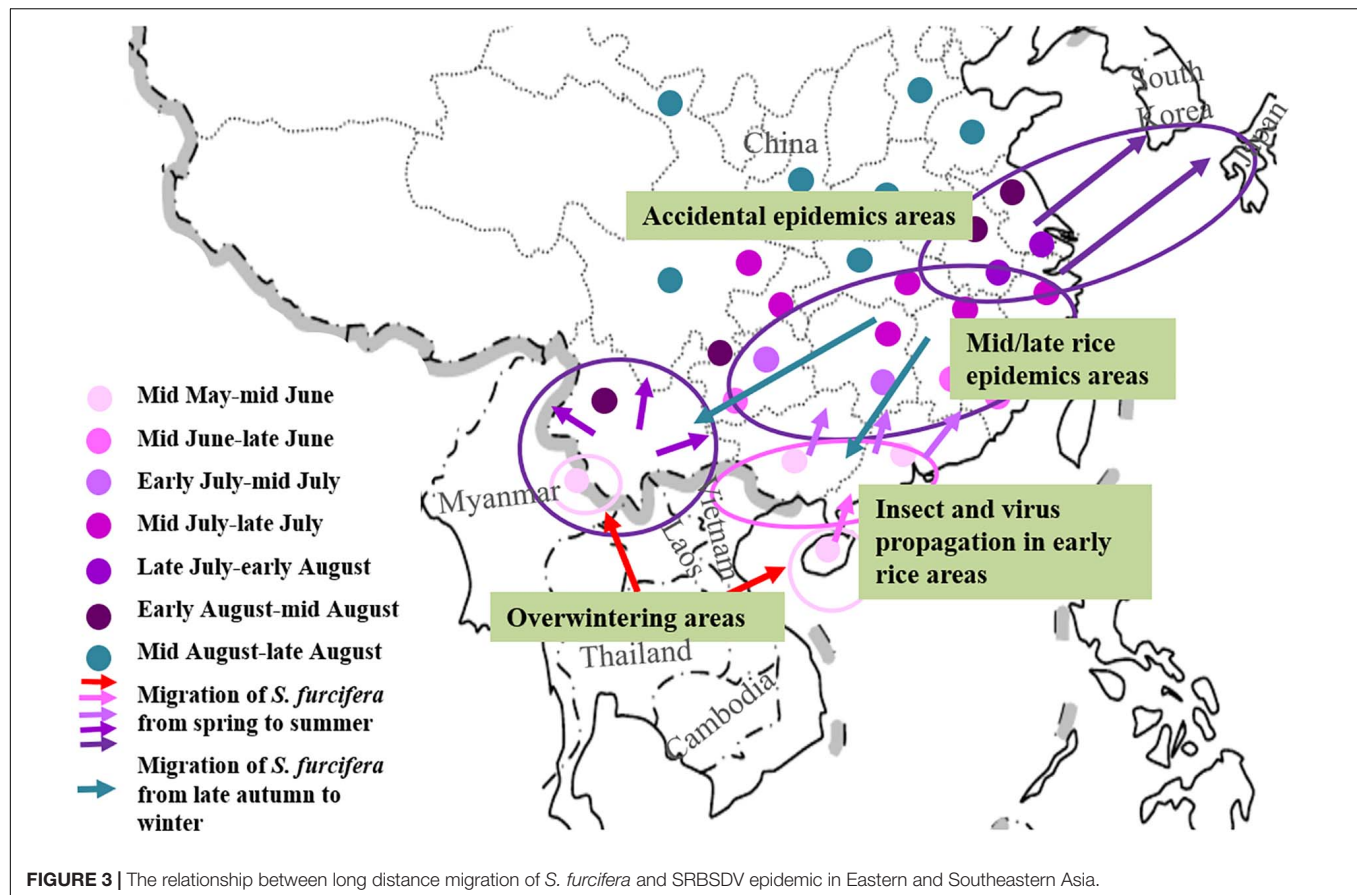 South
Korea
Japan
China
Accidental epidemics areas
Mid/late rice
epidemics areas
Mid May-mid June
Mid June-late June
Early July-mid July
Mid July-late July
Late July-early August
Early August-mid August
Mid August-late August
Migration of S. furcifera
from spring to summer
Migration of S. furcifera
from late autumn to
winter
Myanmar
Vietnam
Laos
Insect and virus
propagation in early
rice areas
Overwintering areas
Thailand
Cambodia
FIGURE 3 | The relationship between long distance migration of S. furcifera and SRBSDV epidemic in Eastern and Southeastern Asia.